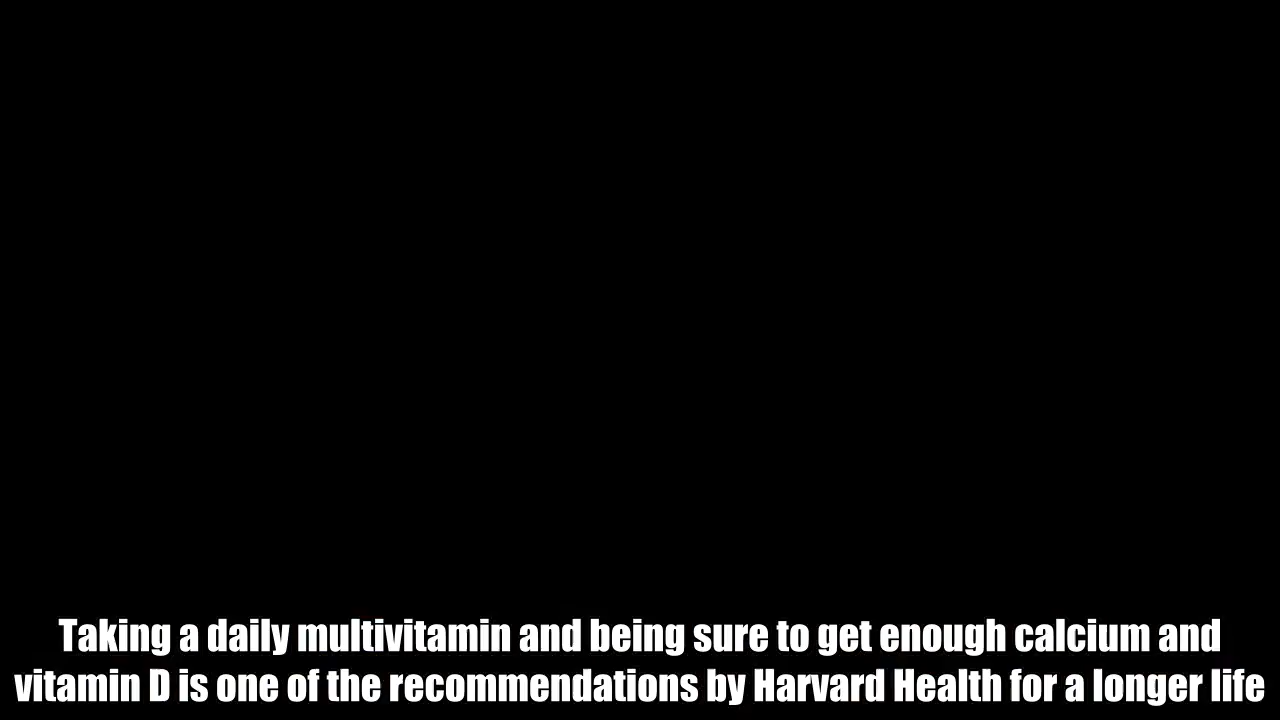 Taking a daily multivitamin and being sure to get enough calcium and
vitamin D is one of the recommendations by Harvard Health for a longer life